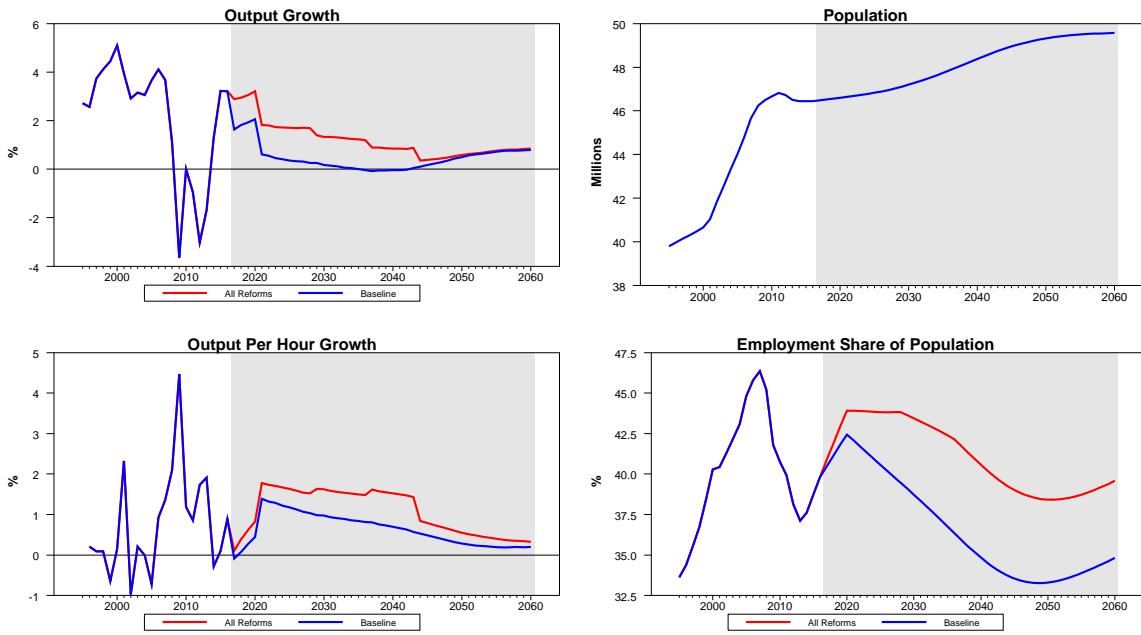 Output Growth
6
4
2
0
-2
-4
%
2000 2010 2020 2030 2040 2050 2060
All Reforms Baseline
Population
50
48
46
44
42
40
38
Millions
2000 2010 2020 2030 2040 2050 2060
Output Per Hour Growth
5
4
3
2
1
0
-1
%
2000 2010 2020 2030 2040 2050 2060
All Reforms Baseline
Employment Share of Population
47.5
45.0
42.5
40.0
37.5
35.0
32.5
%
2000 2010 2020 2030 2040 2050 2060
All Reforms Baseline